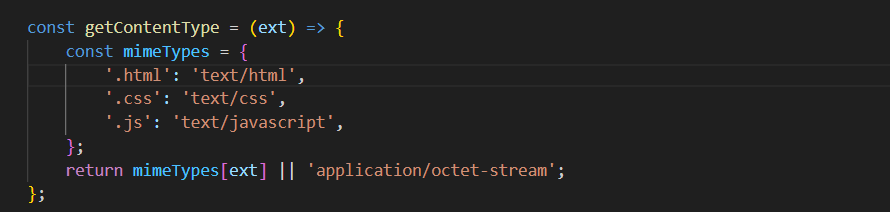 const getContentType = (ext) => {
    const mimeTypes = {
        '.html': 'text/html',
        '.css': 'text/css',
        '.js': 'text/javascript',
    };
    return mimeTypes[ext] || 'application/octet-stream';
};